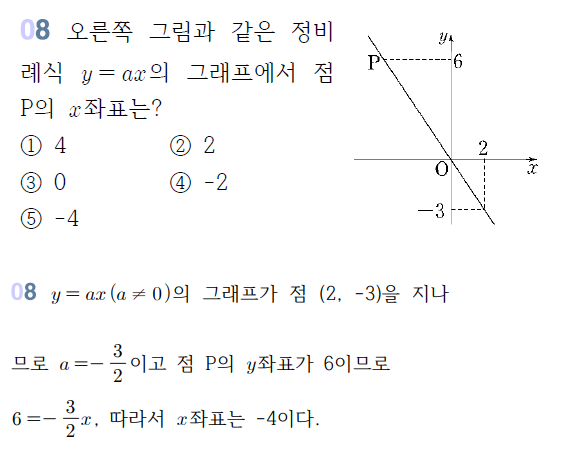 08 오른쪽 그림과 같은 정비
례식 y=ax의 그래프에서 점
P의 x좌표는?
① 4 ② 2
③ 0 ④ -2
⑤ -4
y
P 6
2
O x
-3
08 y=ax(a≠0)의 그래프가 점 (2, -3)을 지나
므로 a=-3/2이고 점 P의 y좌표가 6이므로
6=-3/2x, 따라서 x좌표는 -4이다.